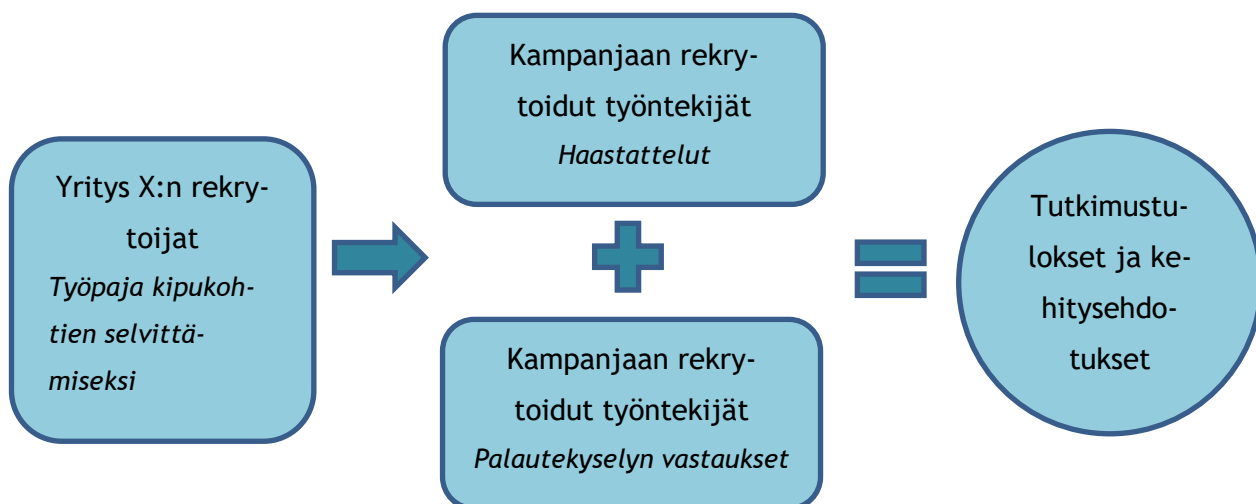 Yritys X:n rekry-
toijat
Työpaja kipukoh-
tien selvittä-
miseksi
Kampanjaan rekry-
toidut työntekijät
Haastattelut
Kampanjaan rekry-
toidut työntekijät
Palautekyselyn vastaukset
Tutkimustu-
lokset ja ke-
hitysehdo-
tukset